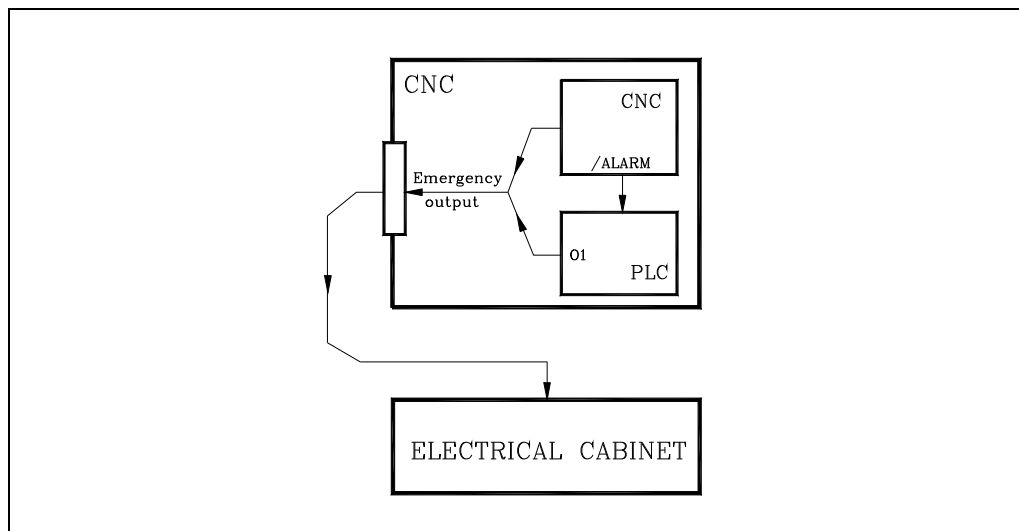 CNC
CNC
/ALARM
Emergency
output
O1
PLC
ELECTRICAL CABINET